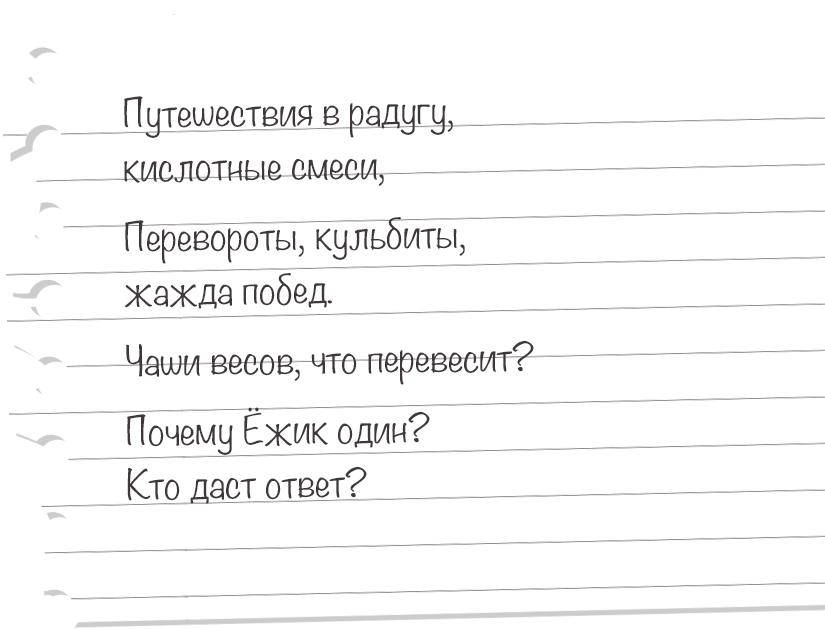 Путешествия в радугу,
кислотные смеси,
Перевороты, кульбиты,
жажда побед.
Чаши весов, что перевесит?
Почему Ёжик один?
Кто даст ответ?